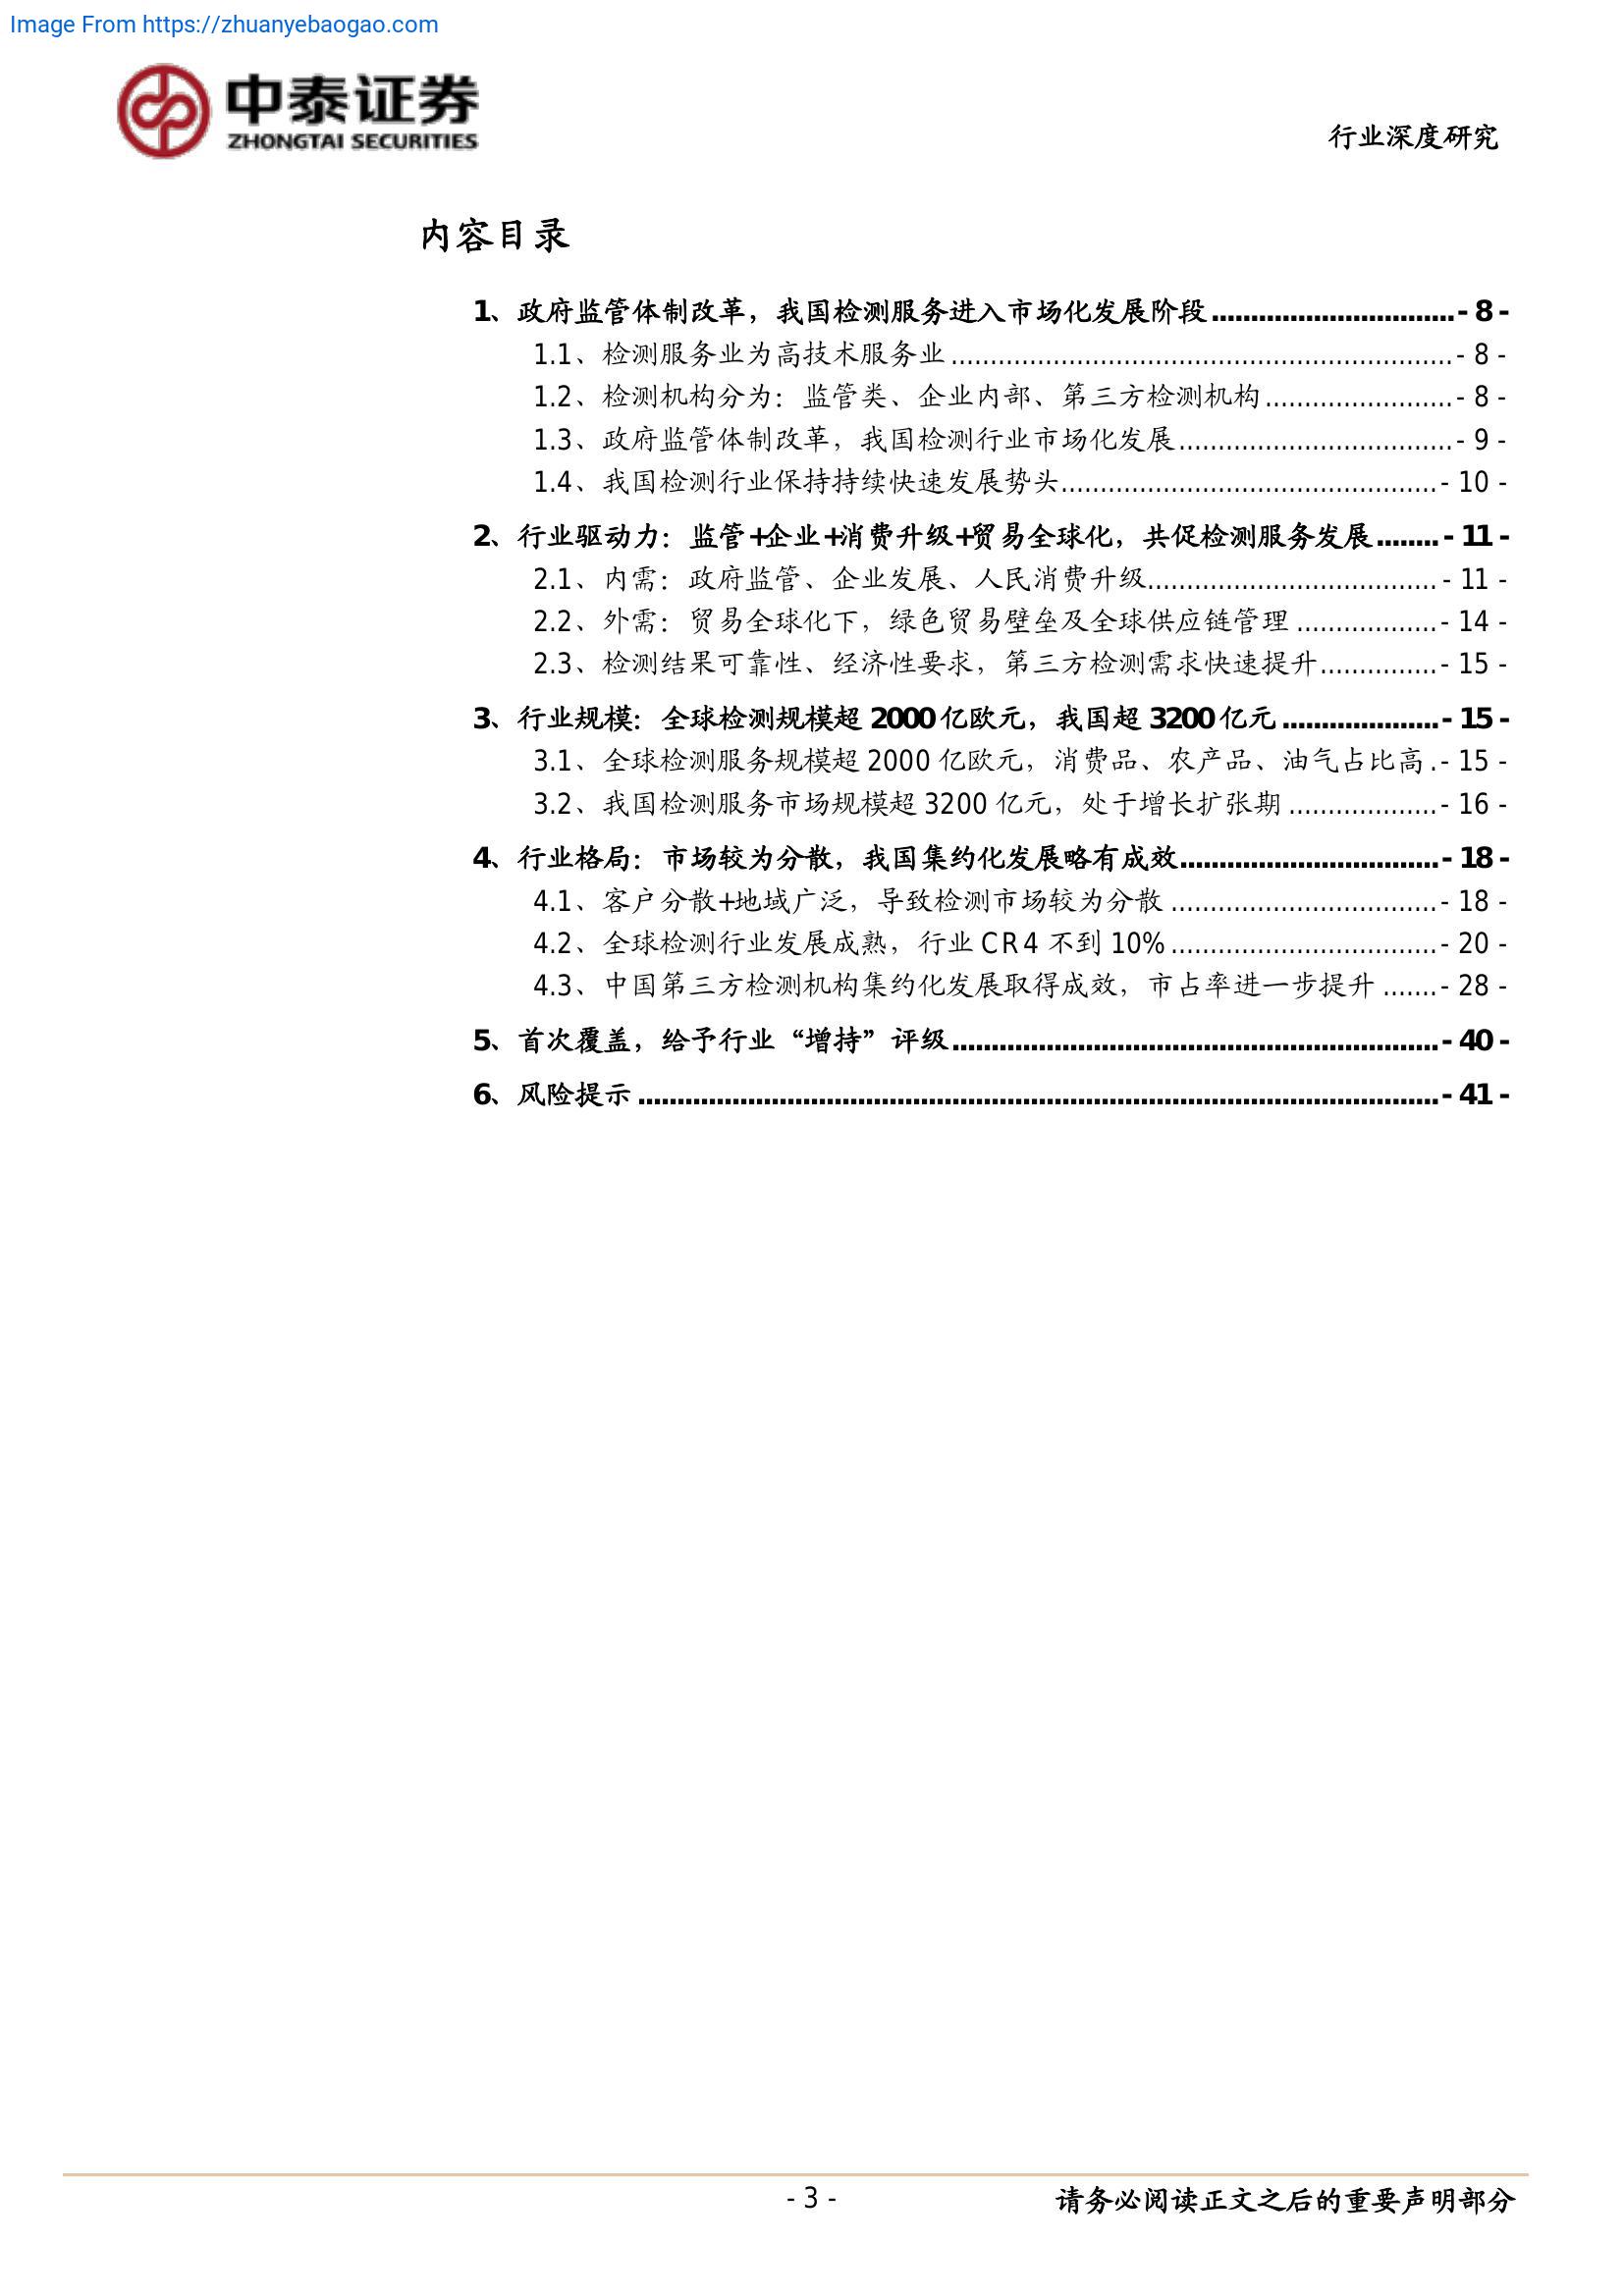 Image From https://zhuanyebaogao.com
中泰证券
ZHONGTAI SECURITIES
行业深度研究
内容目录
1、政府监管体制改革，我国检测服务进入市场化发展阶段...............................- 8 -
1.1、检测服务业为高技术服务业................................................................- 8 -
1.2、检测机构分为：监管类、企业内部、第三方检测机构........................- 8 -
1.3、政府监管体制改革，我国检测行业市场化发展...................................- 9 -
1.4、我国检测行业保持持续快速发展势头................................................- 10 -
2、行业驱动力：监管+企业+消费升级+贸易全球化，共促检测服务发展........- 11 -
2.1、内需：政府监管、企业发展、人民消费升级.....................................- 11 -
2.2、外需：贸易全球化下，绿色贸易壁垒及全球供应链管理..................- 14 -
2.3、检测结果可靠性、经济性要求，第三方检测需求快速提升...............- 15 -
3、行业规模：全球检测规模超 2000 亿欧元，我国超 3200 亿元....................- 15 -
3.1、全球检测服务规模超 2000 亿欧元，消费品、农产品、油气占比高.- 15 -
3.2、我国检测服务市场规模超 3200 亿元，处于增长扩张期...................- 16 -
4、行业格局：市场较为分散，我国集约化发展略有成效.................................- 18 -
4.1、客户分散+地域广泛，导致检测市场较为分散..................................- 18 -
4.2、全球检测行业发展成熟，行业 CR4 不到 10%..................................- 20 -
4.3、中国第三方检测机构集约化发展取得成效，市占率进一步提升.......- 28 -
5、首次覆盖，给予行业“增持”评级..............................................................- 40 -
6、风险提示......................................................................................................- 41 -
- 3 -
请务必阅读正文之后的重要声明部分